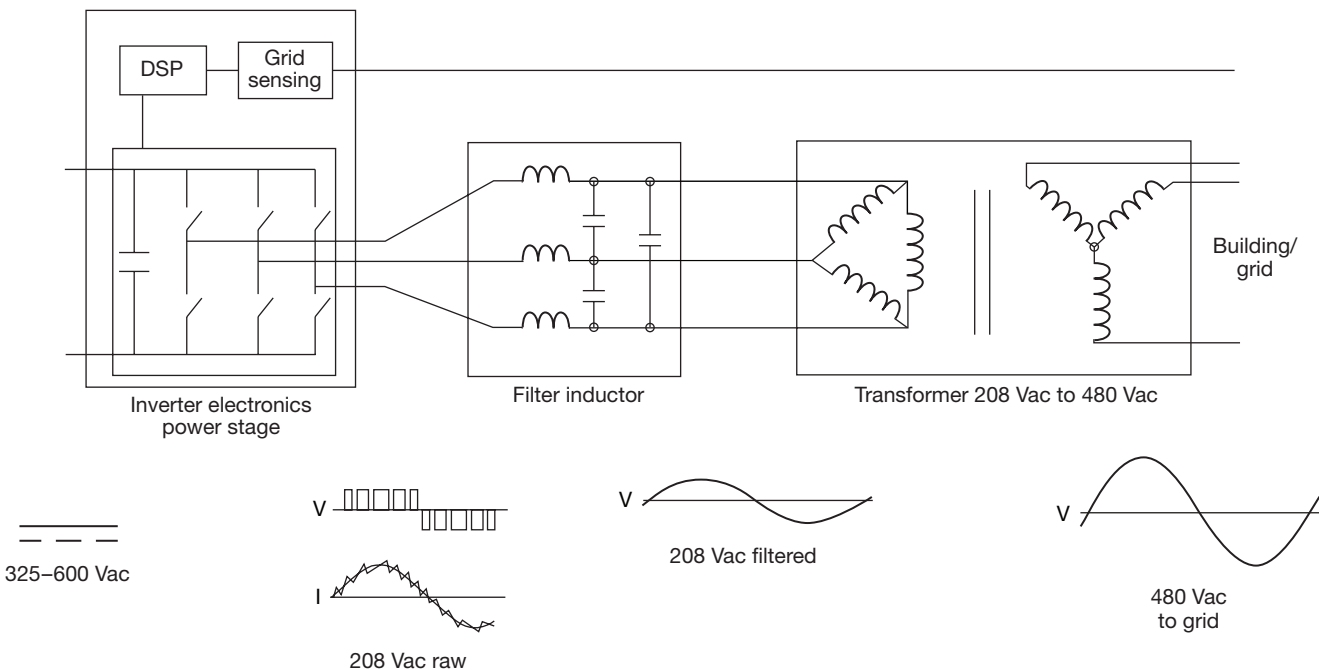 DSP
Grid
sensing
Building/
grid
Inverter electronics
power stage
Filter inductor
Transformer 208 Vac to 480 Vac
V
V
V
325–600 Vac
I
208 Vac raw
208 Vac filtered
480 Vac
to grid